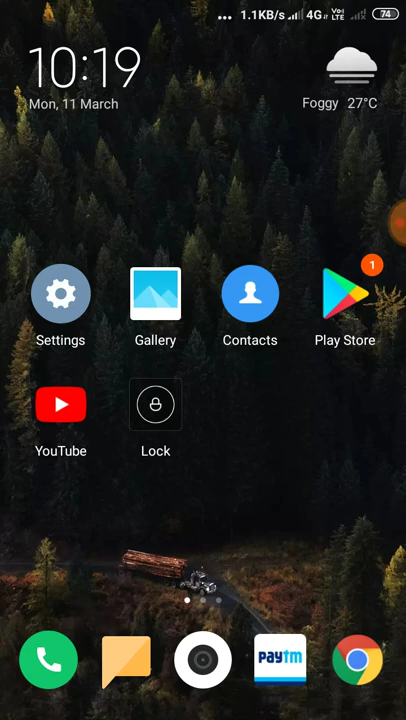 ... 1.1KB/s 4G Vo) LTE 74
10:19
Mon, 11 March
Foggy 27°C
1
Settings Gallery Contacts Play Store
YouTube Lock
paytm